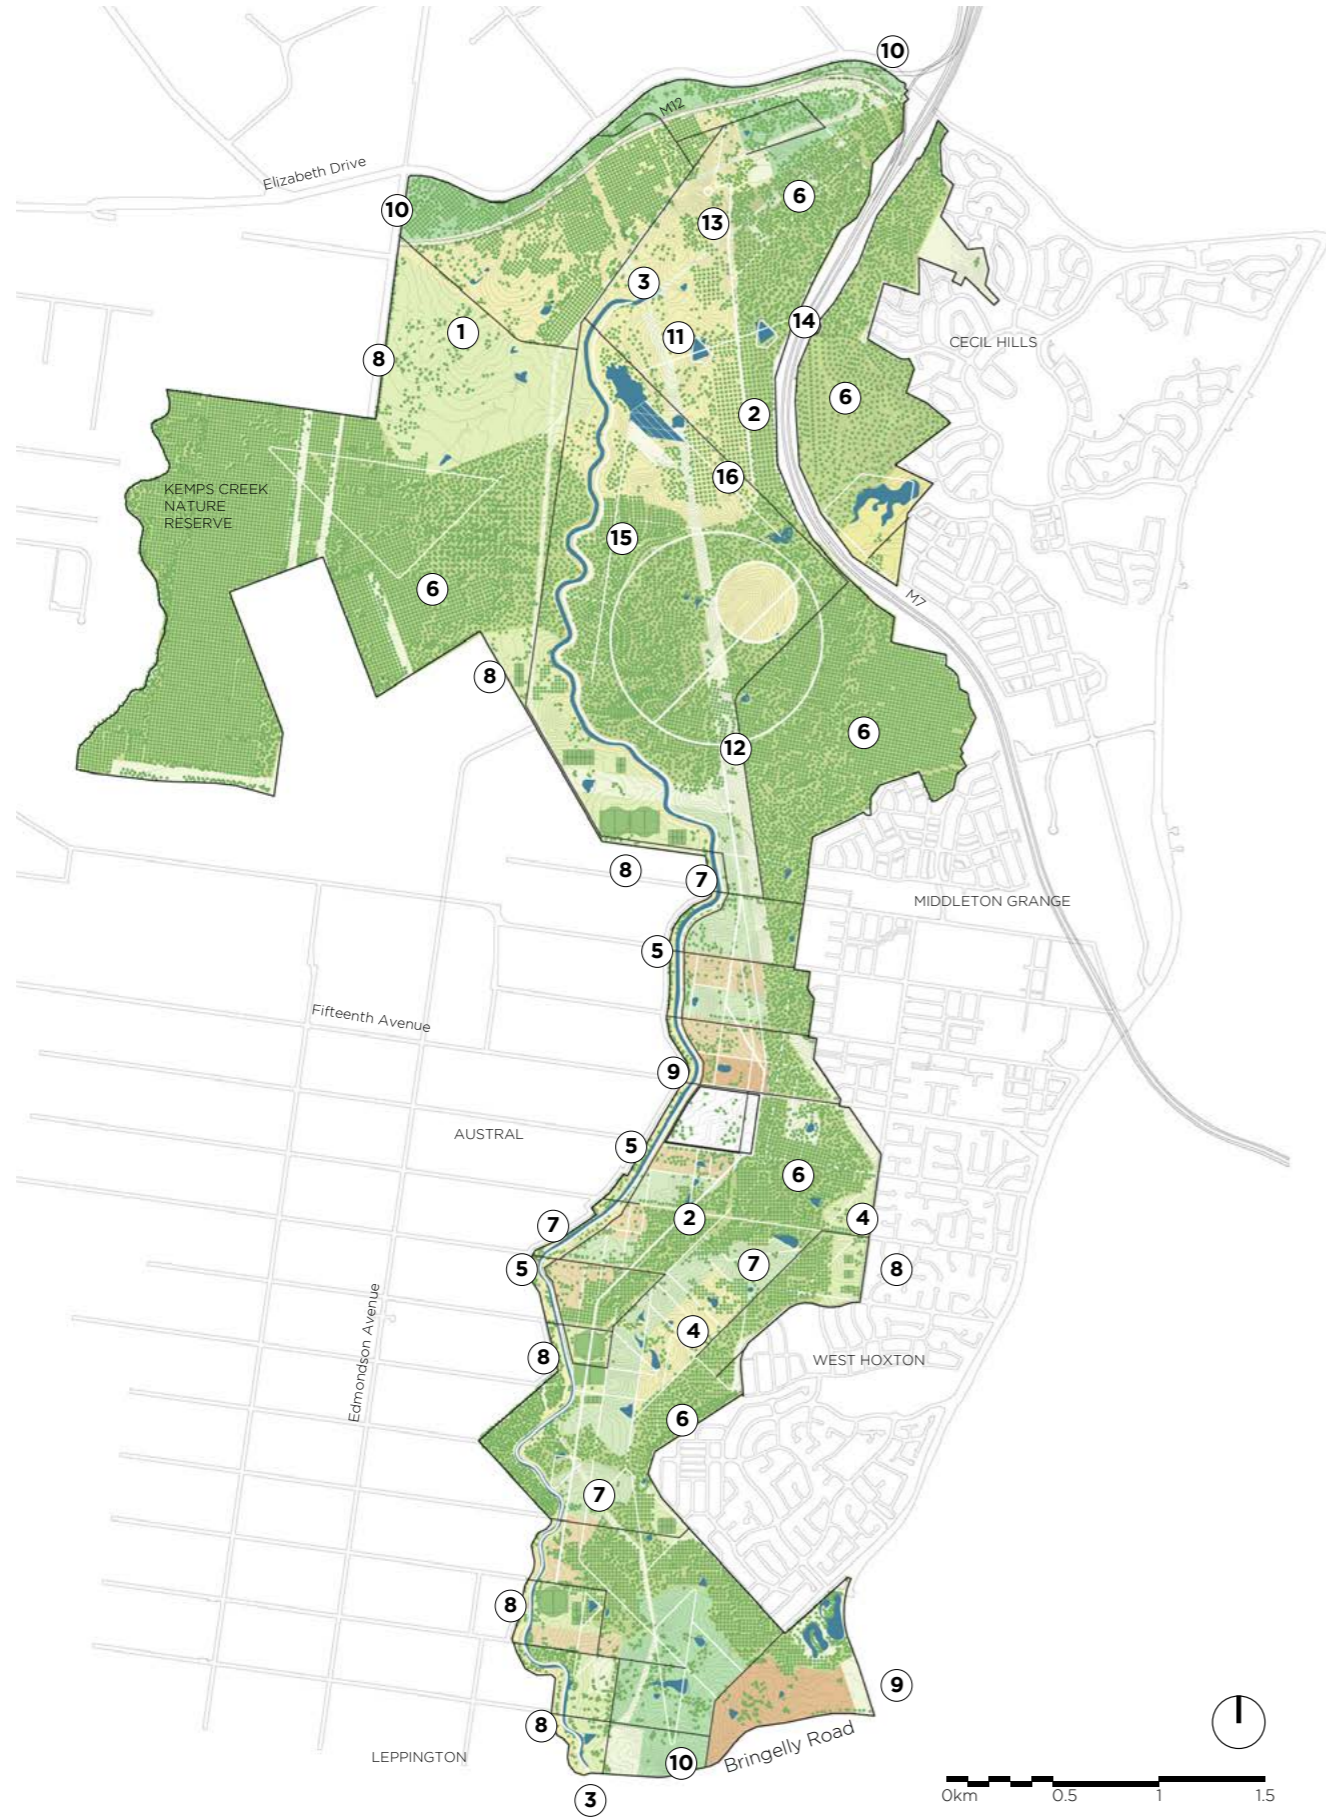 10
M12
Elizabeth Drive
6
10
13
3
14
1
11
CECIL HILLS
8
6
2
16
KEMPS CREEK
NATURE
RESERVE
15
6
M7
8
6
12
8
7
MIDDLETON GRANGE
5
Fifteenth Avenue
9
AUSTRAL
5
6
2
4
7
7
5
8
Edmondson Avenue
4
8
WEST HOXTON
6
7
8
9
8
Bringelly Road
LEPPINGTON
10
3
0km
0.5
1
1.5